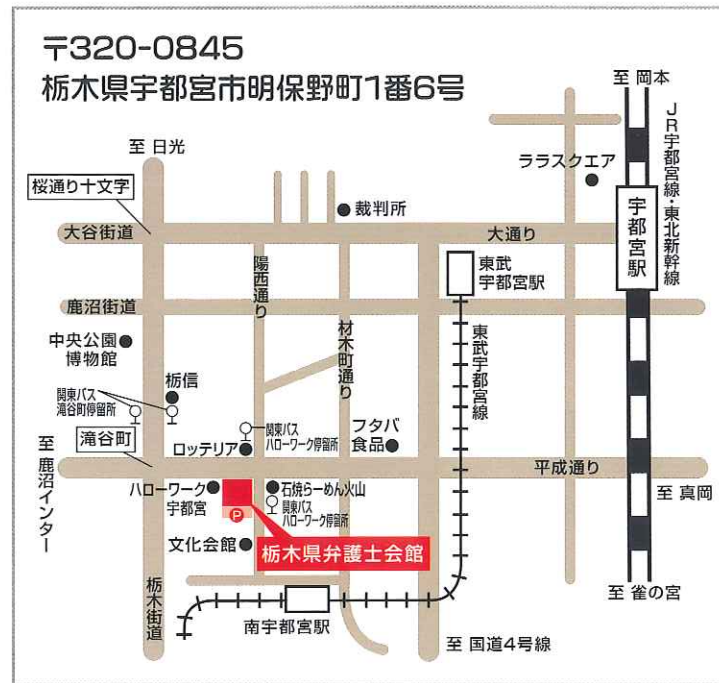 〒320-0845
栃木県宇都宮市明保野町1番6号
至 岡本
JR宇都宮線・東北新幹線
至 日光
ララスクエア
桜通り十文字
裁判所
宇都宮駅
大谷街道
大通り
陽西通り
東武
宇都宮駅
鹿沼街道
材木町通り
東武宇都宮線
中央公園
博物館
栃信
関東バス
滝谷町停留所
関東バス
ハローワーク停留所
フタバ
食品
滝谷町
ロッテリア
至 鹿沼インター
平成通り
ハローワーク
宇都宮
石焼らーめん火山
至 真岡
P
関東バス
ハローワーク停留所
文化会館
栃木県弁護士会館
栃木街道
至 雀の宮
南宇都宮駅
至 国道4号線